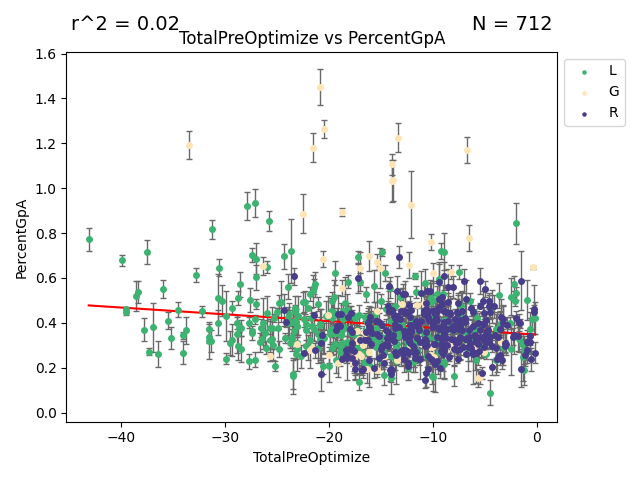 r^2 = 0.02 N = 712
TotalPreOptimize vs PercentGpA
1.6
1.4
1.2
1.0
0.8
0.6
0.4
0.2
0.0
PercentGpA
−40 −30 −20 −10 0
TotalPreOptimize
L
G
R